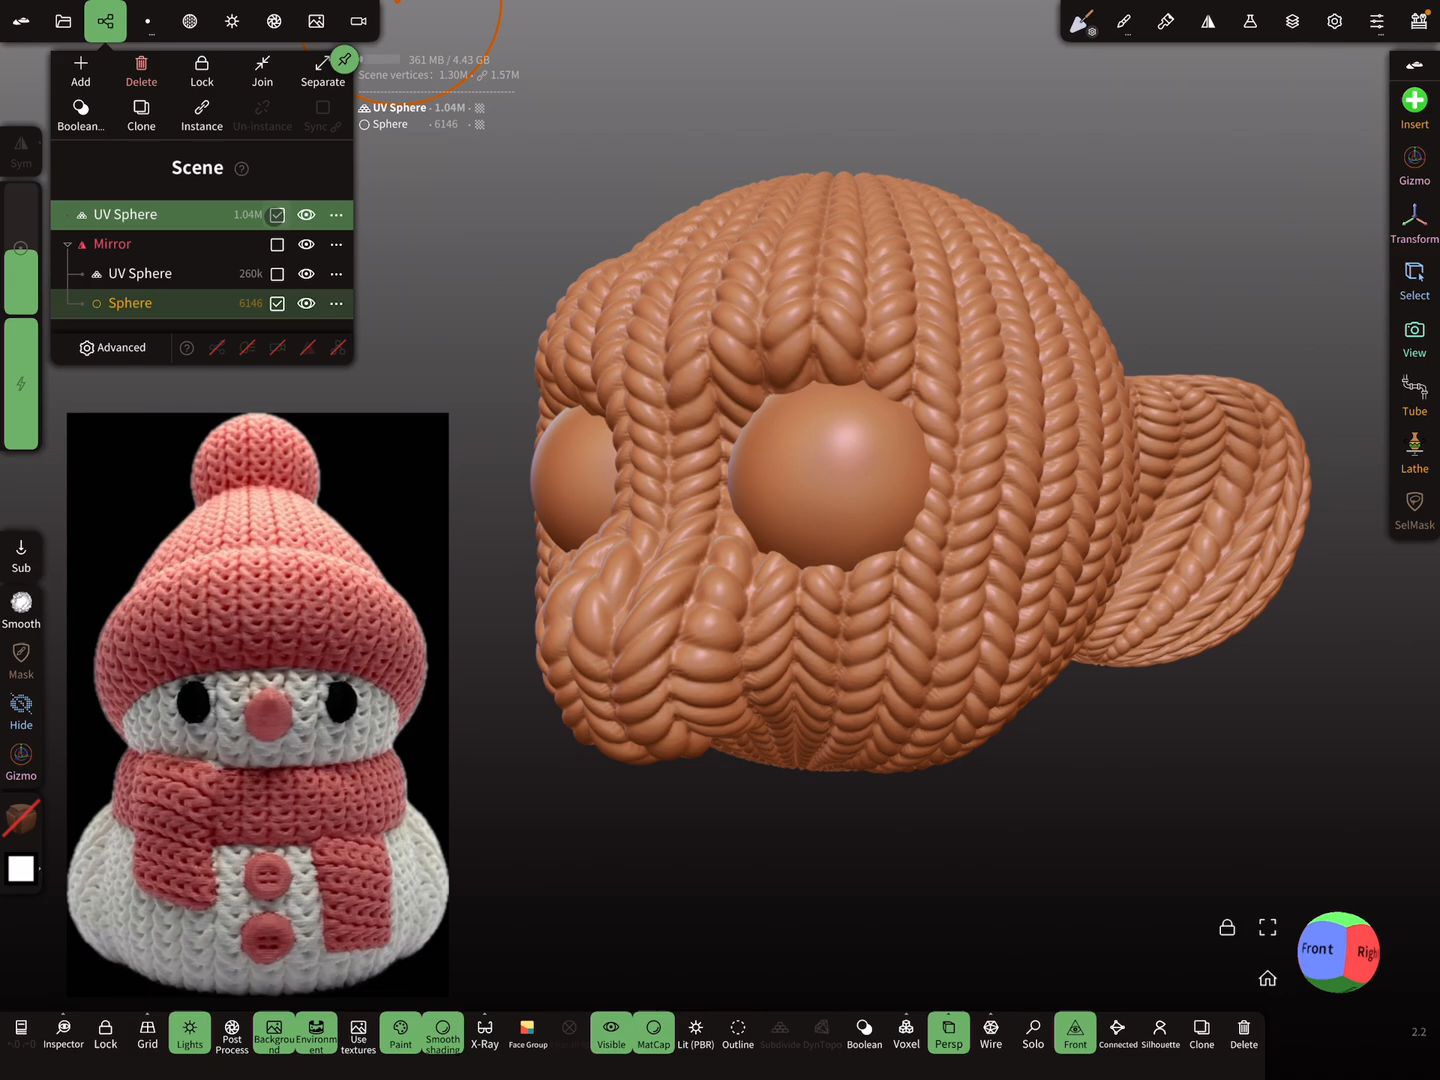 Add
Delete
Lock
Join
Separate
Boolean...
Clone
Instance
Un-instance
Sync
Scene
UV Sphere 1.04M
Mirror
UV Sphere 260k
Sphere 6146
Advanced
361 MB / 4.43 GB
Scene vertices: 1.30M · 1.57M
UV Sphere · 1.04M ·
Sphere · 6146 ·
Sym
Sub
Smooth
Mask
Hide
Gizmo
Insert
Gizmo
Transform
Select
View
Tube
Lathe
SelMask
Front
Righ
2.2
Inspector
Lock
Grid
Lights
Post
Process
Backgrou
nd
Environm
ent
Use
textures
Paint
Smooth
shading
X-Ray
Face Group
Visible
MatCap
Lit (PBR)
Outline
Subdivide
DynTopo
Boolean
Voxel
Persp
Wire
Solo
Front
Connected
Silhouette
Clone
Delete